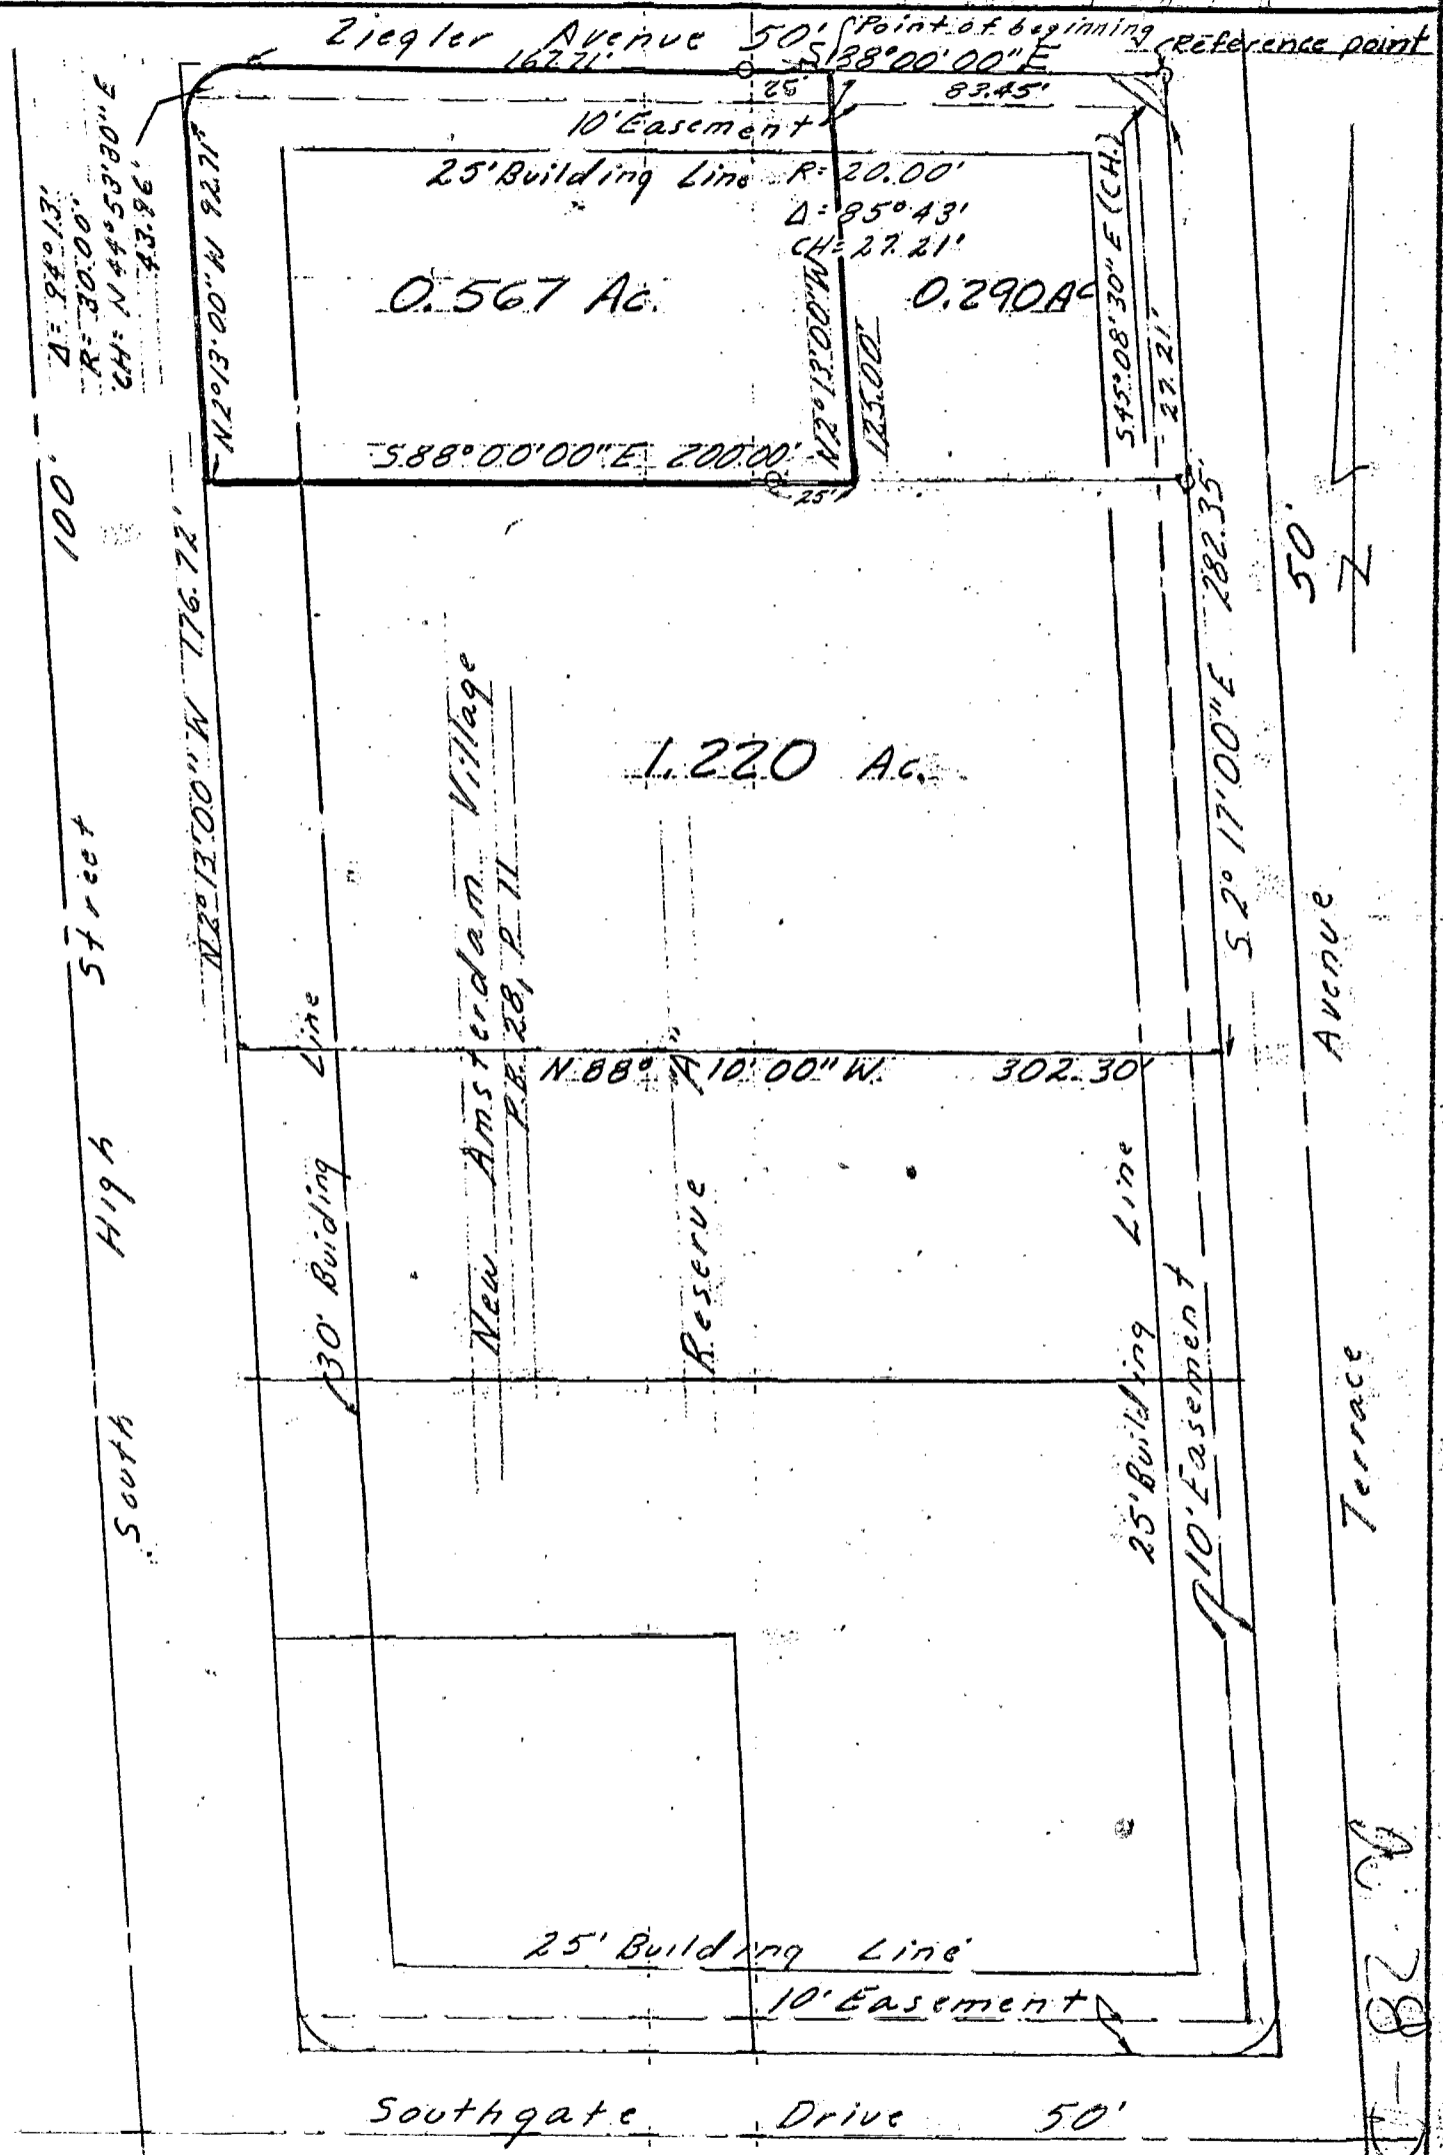 Ziegler Avenue 50'
Point of beginning
Reference point
167.71'
S 88°00'00" E
25'
83.45'
10' Easement
25' Building Line
R= 20.00'
Δ= 85°43'
CH= 27.21'
Δ= 94°13'
R= 30.00'
CH= N 44°53'30" E
43.96'
N 2°13'00" W 92.71'
0.567 Ac.
0.290 Ac
N 2°13'00" W
125.00'
S 45°08'30" E (CH.)
27.21'
S 88°00'00" E 200.00'
25'
100'
N 2°13'00" W 176.72'
S 2°17'00" E 282.35'
50'
1.220 Ac.
New Amsterdam Village
P.B. 28, P. 11
Reserve "A"
N 88° 10' 00" W. 302.30'
South High Street
30' Building Line
25' Building Line
10' Easement
Terrace Avenue
25' Building Line
10' Easement
Southgate Drive 50'